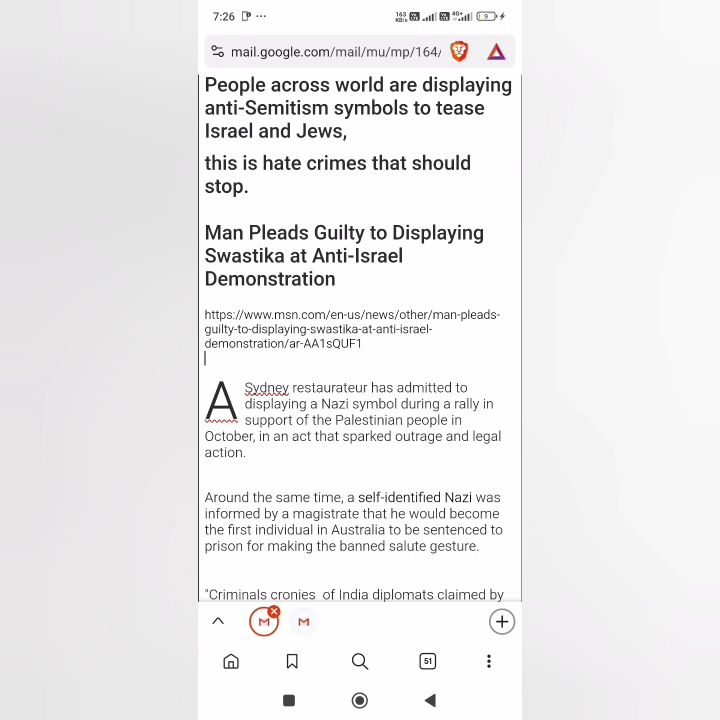 7:26
163
KB/s
4G+
9
mail.google.com/mail/mu/mp/164/
People across world are displaying
anti-Semitism symbols to tease
Israel and Jews,
this is hate crimes that should
stop.
Man Pleads Guilty to Displaying
Swastika at Anti-Israel
Demonstration
https://www.msn.com/en-us/news/other/man-pleads-
guilty-to-displaying-swastika-at-anti-israel-
demonstration/ar-AA1sQUF1
A Sydney restaurateur has admitted to
displaying a Nazi symbol during a rally in
support of the Palestinian people in
October, in an act that sparked outrage and legal
action.
Around the same time, a self-identified Nazi was
informed by a magistrate that he would become
the first individual in Australia to be sentenced to
prison for making the banned salute gesture.
"Criminals cronies of India diplomats claimed by
51